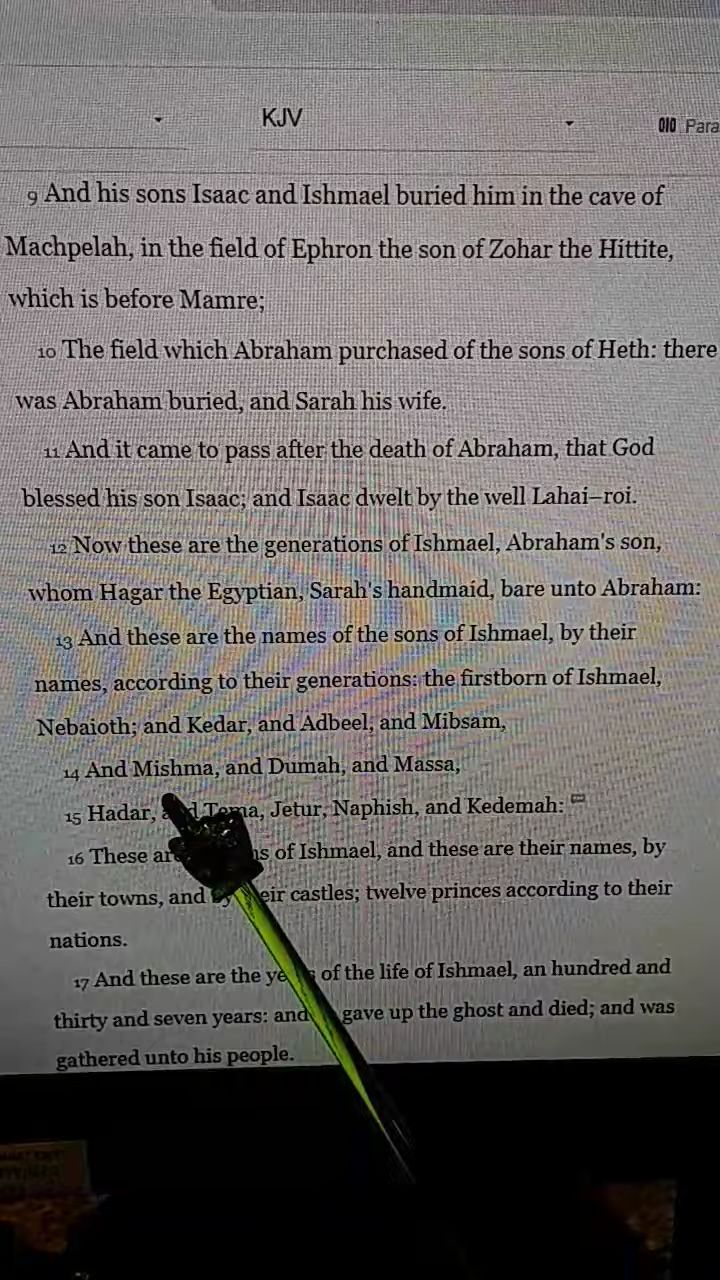 KJV
Para
9 And his sons Isaac and Ishmael buried him in the cave of
Machpelah, in the field of Ephron the son of Zohar the Hittite,
which is before Mamre;
10 The field which Abraham purchased of the sons of Heth: there
was Abraham buried, and Sarah his wife.
11 And it came to pass after the death of Abraham, that God
blessed his son Isaac; and Isaac dwelt by the well Lahai–roi.
12 Now these are the generations of Ishmael, Abraham's son,
whom Hagar the Egyptian, Sarah's handmaid, bare unto Abraham:
13 And these are the names of the sons of Ishmael, by their
names, according to their generations: the firstborn of Ishmael,
Nebaioth; and Kedar, and Adbeel, and Mibsam,
14 And Mishma, and Dumah, and Massa,
15 Hadar, and Tema, Jetur, Naphish, and Kedemah:
16 These are of Ishmael, and these are their names, by
their towns, and by their castles; twelve princes according to their
nations.
17 And these are the years of the life of Ishmael, an hundred and
thirty and seven years: and gave up the ghost and died; and was
gathered unto his people.